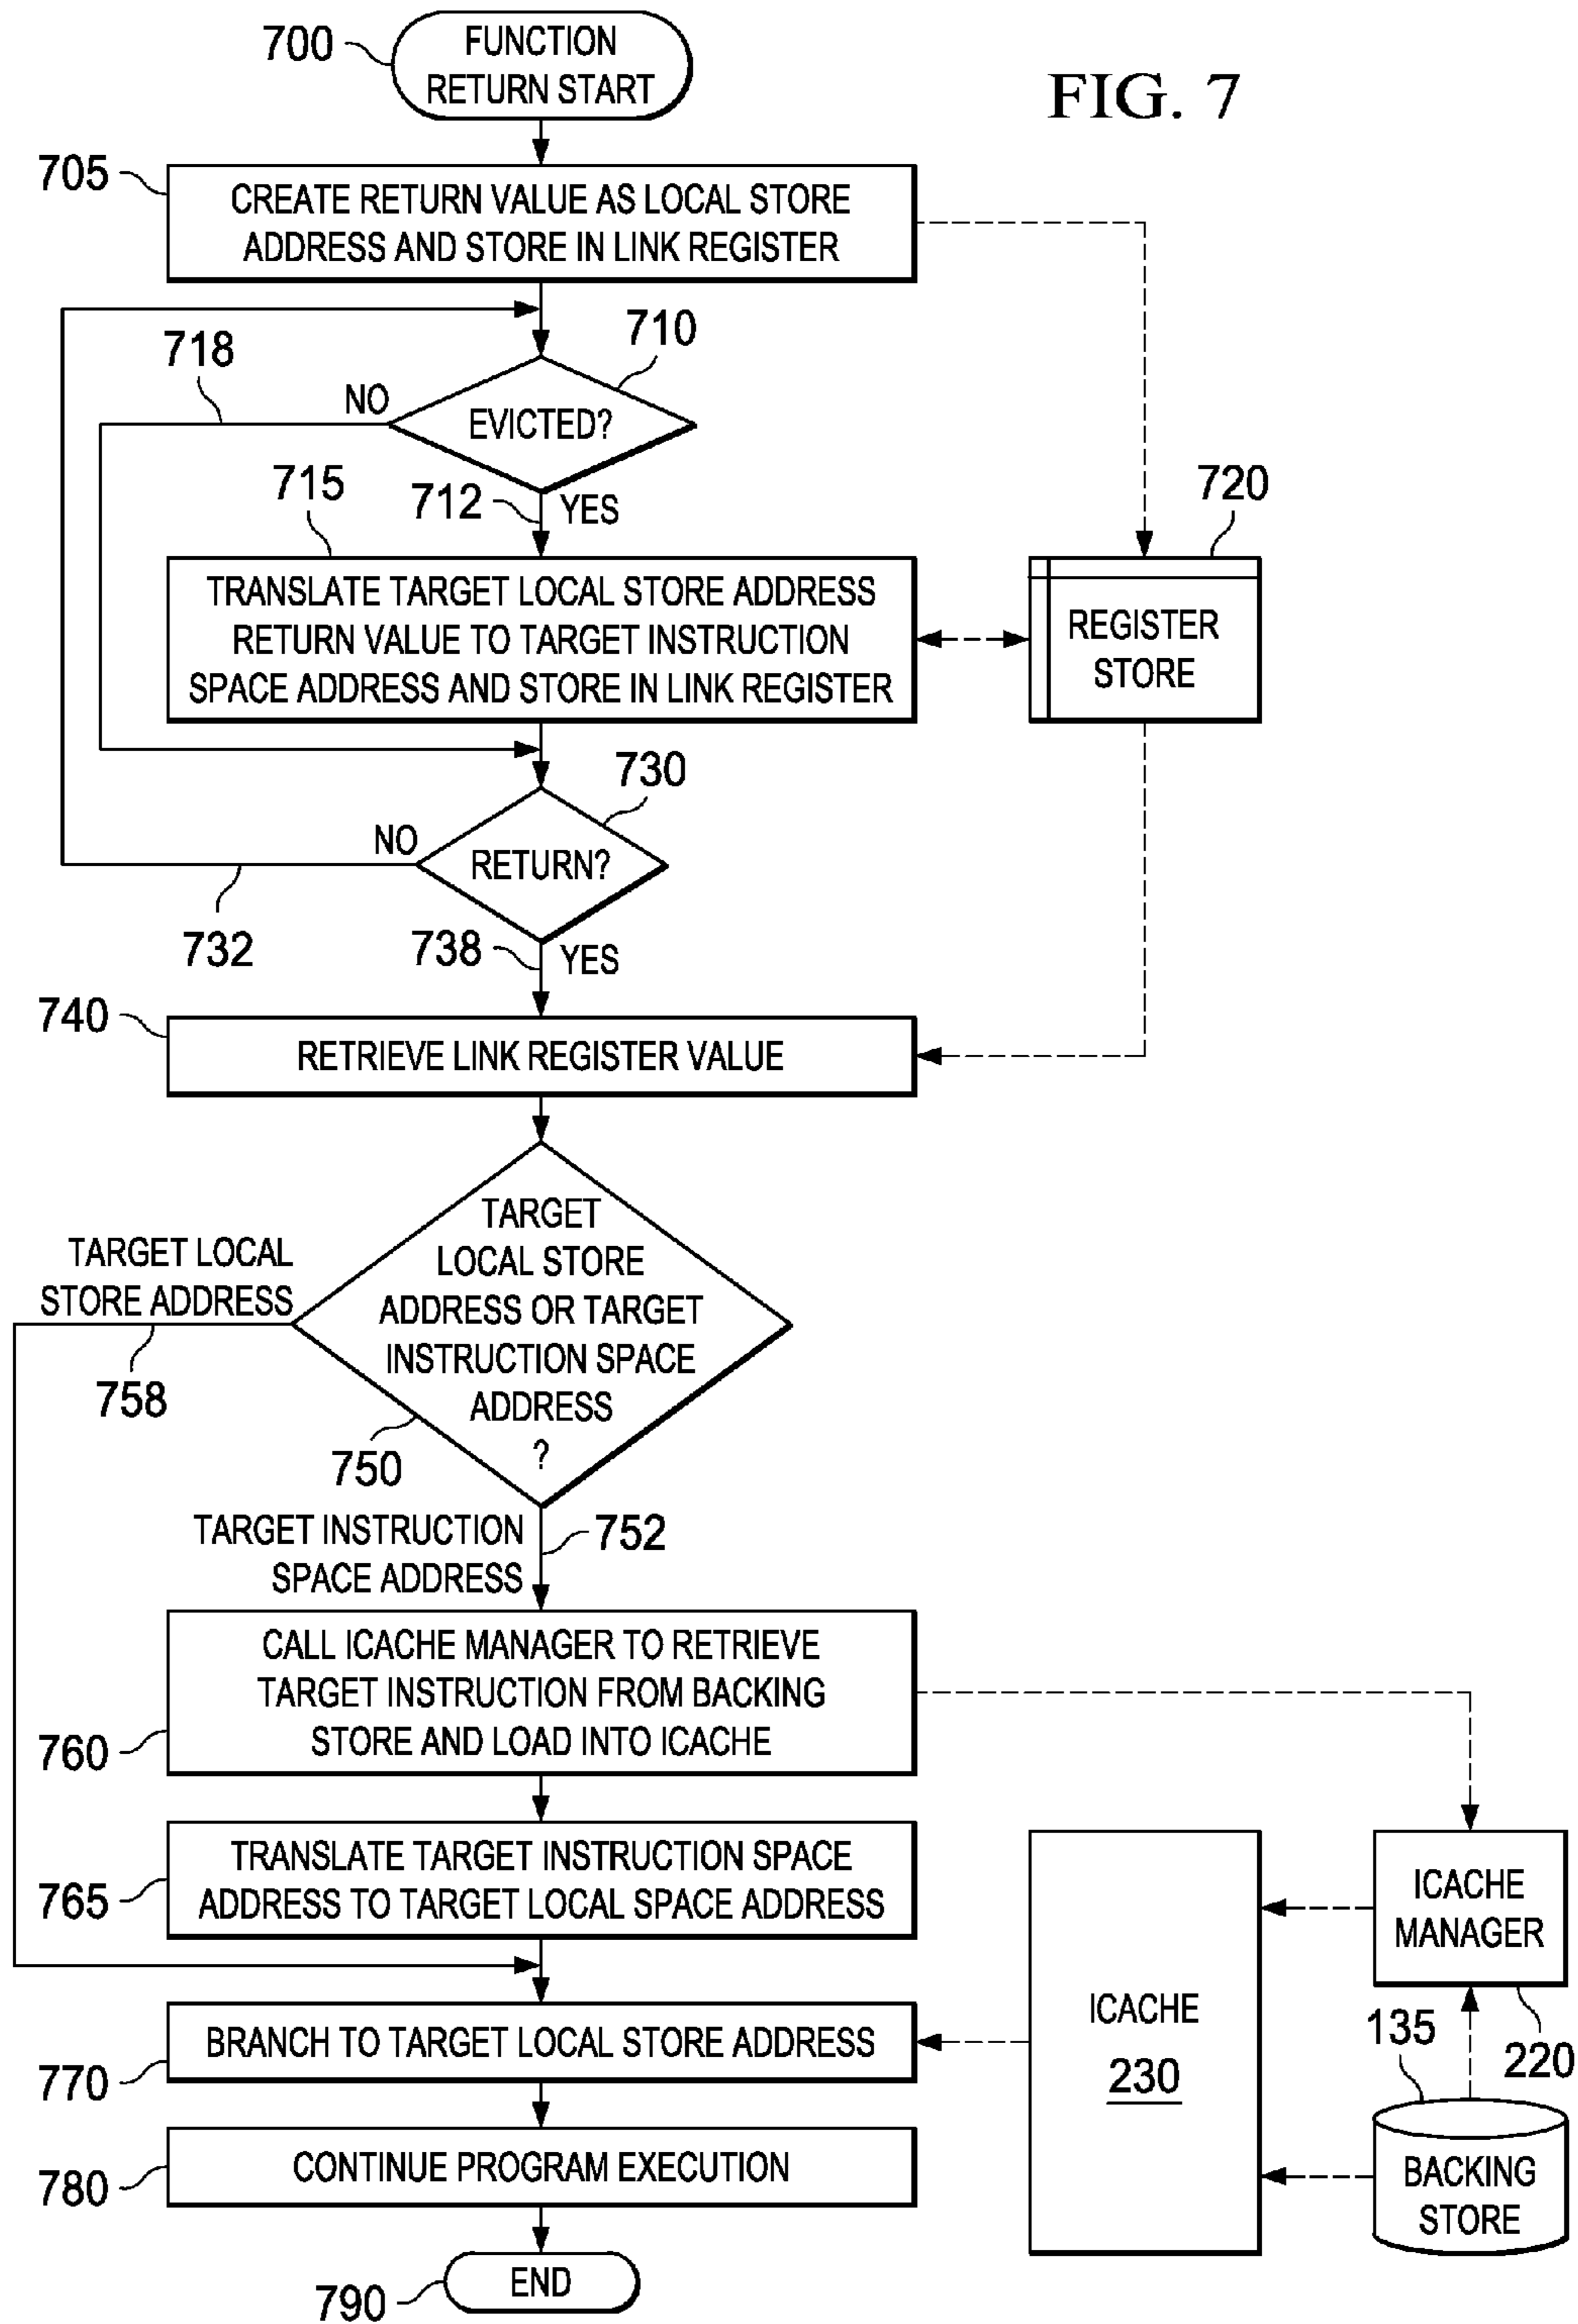 700
FUNCTION
RETURN START
FIG. 7
705
CREATE RETURN VALUE AS LOCAL STORE
ADDRESS AND STORE IN LINK REGISTER
710
718
NO
EVICTED?
715
712
YES
720
TRANSLATE TARGET LOCAL STORE ADDRESS
RETURN VALUE TO TARGET INSTRUCTION
SPACE ADDRESS AND STORE IN LINK REGISTER
REGISTER
STORE
730
NO
RETURN?
732
738
YES
740
RETRIEVE LINK REGISTER VALUE
TARGET
LOCAL STORE
ADDRESS OR TARGET
INSTRUCTION SPACE
ADDRESS
?
TARGET LOCAL
STORE ADDRESS
758
750
TARGET INSTRUCTION
SPACE ADDRESS
752
CALL ICACHE MANAGER TO RETRIEVE
TARGET INSTRUCTION FROM BACKING
STORE AND LOAD INTO ICACHE
760
TRANSLATE TARGET INSTRUCTION SPACE
ADDRESS TO TARGET LOCAL SPACE ADDRESS
765
ICACHE
MANAGER
220
ICACHE
230
135
BACKING
STORE
BRANCH TO TARGET LOCAL STORE ADDRESS
770
CONTINUE PROGRAM EXECUTION
780
END
790